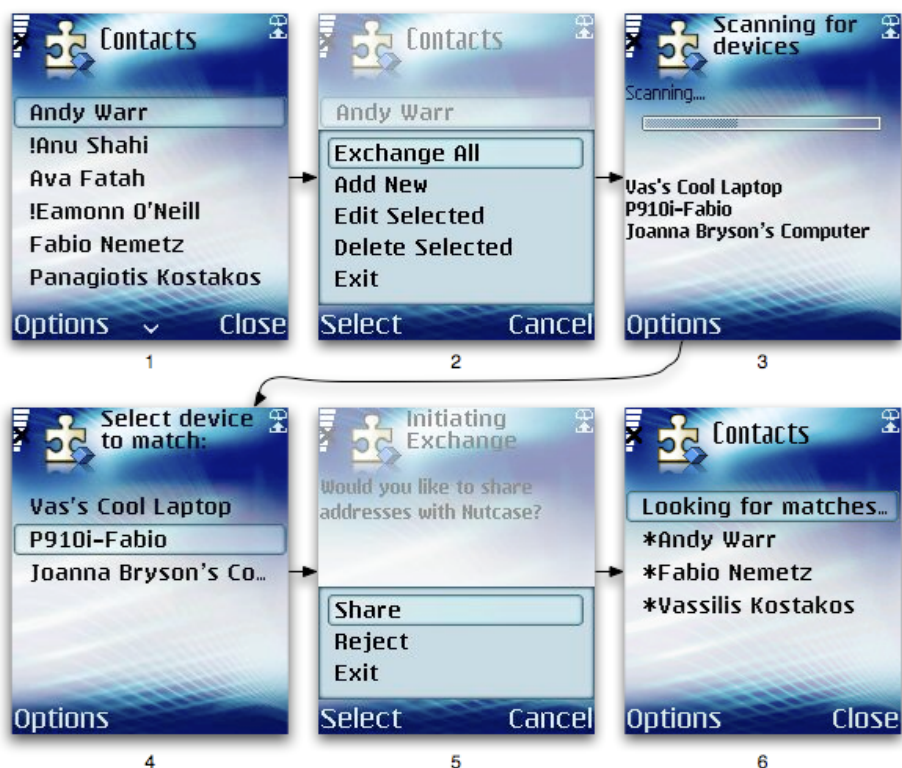 Contacts
Andy Warr
!Anu Shahi
Ava Fatah
!Eamonn O'Neill
Fabio Nemetz
Panagiotis Kostakos
Options
Close
1
Contacts
Andy Warr
Exchange All
Add New
Edit Selected
Delete Selected
Exit
Select
Cancel
2
Scanning for
devices
Scanning....
Vas's Cool Laptop
P910i-Fabio
Joanna Bryson's Computer
Options
3
Select device
to match:
Vas's Cool Laptop
P910i-Fabio
Joanna Bryson's Co...
Options
4
Initiating
Exchange
Would you like to share
addresses with Nutcase?
Share
Reject
Exit
Select
Cancel
5
Contacts
Looking for matches...
*Andy Warr
*Fabio Nemetz
*Vassilis Kostakos
Options
Close
6